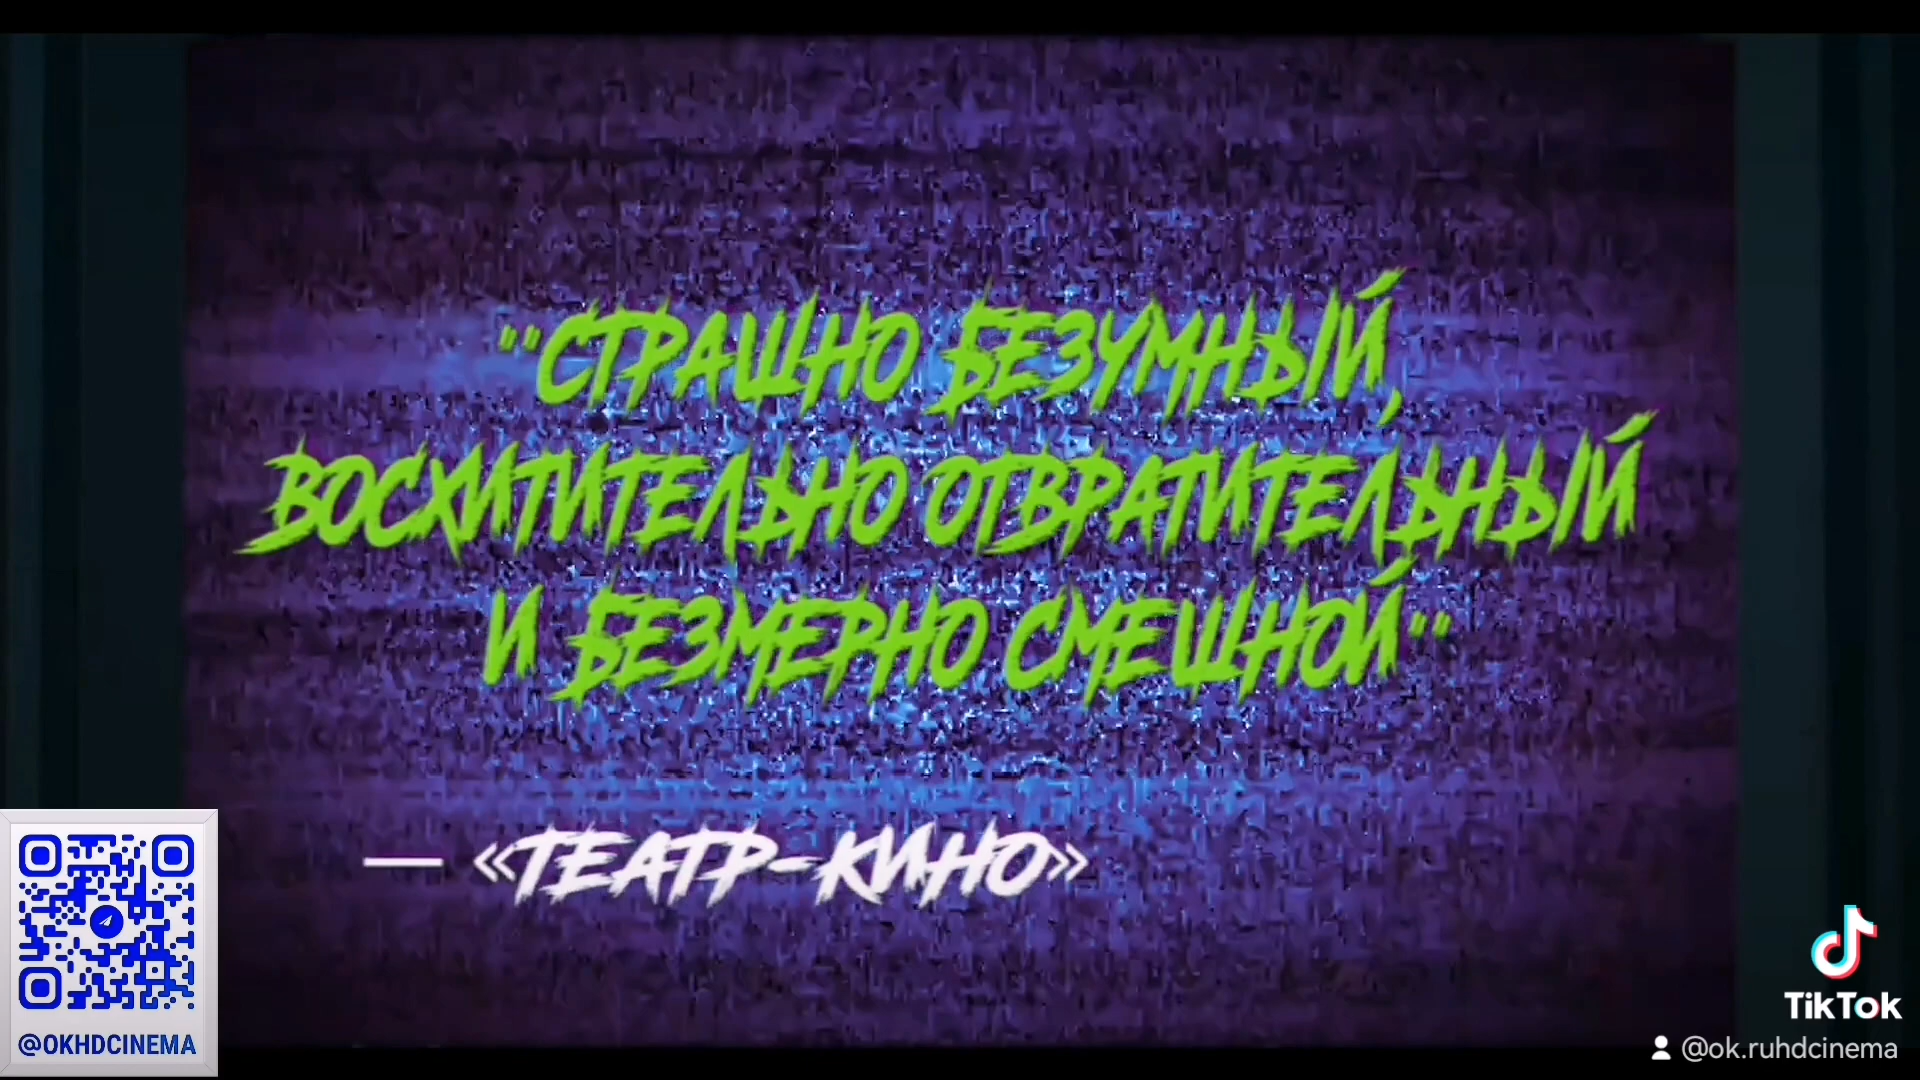 ""СТРАШНО БЕЗУМНЫЙ,
ВОСХИТИТЕЛЬНО ОТВРАТИТЕЛЬНЫЙ
И БЕЗМЕРНО СМЕШНОЙ""
— «ТЕАТР-КИНО»
@OKHDCINEMA
TikTok
@ok.ruhdcinema